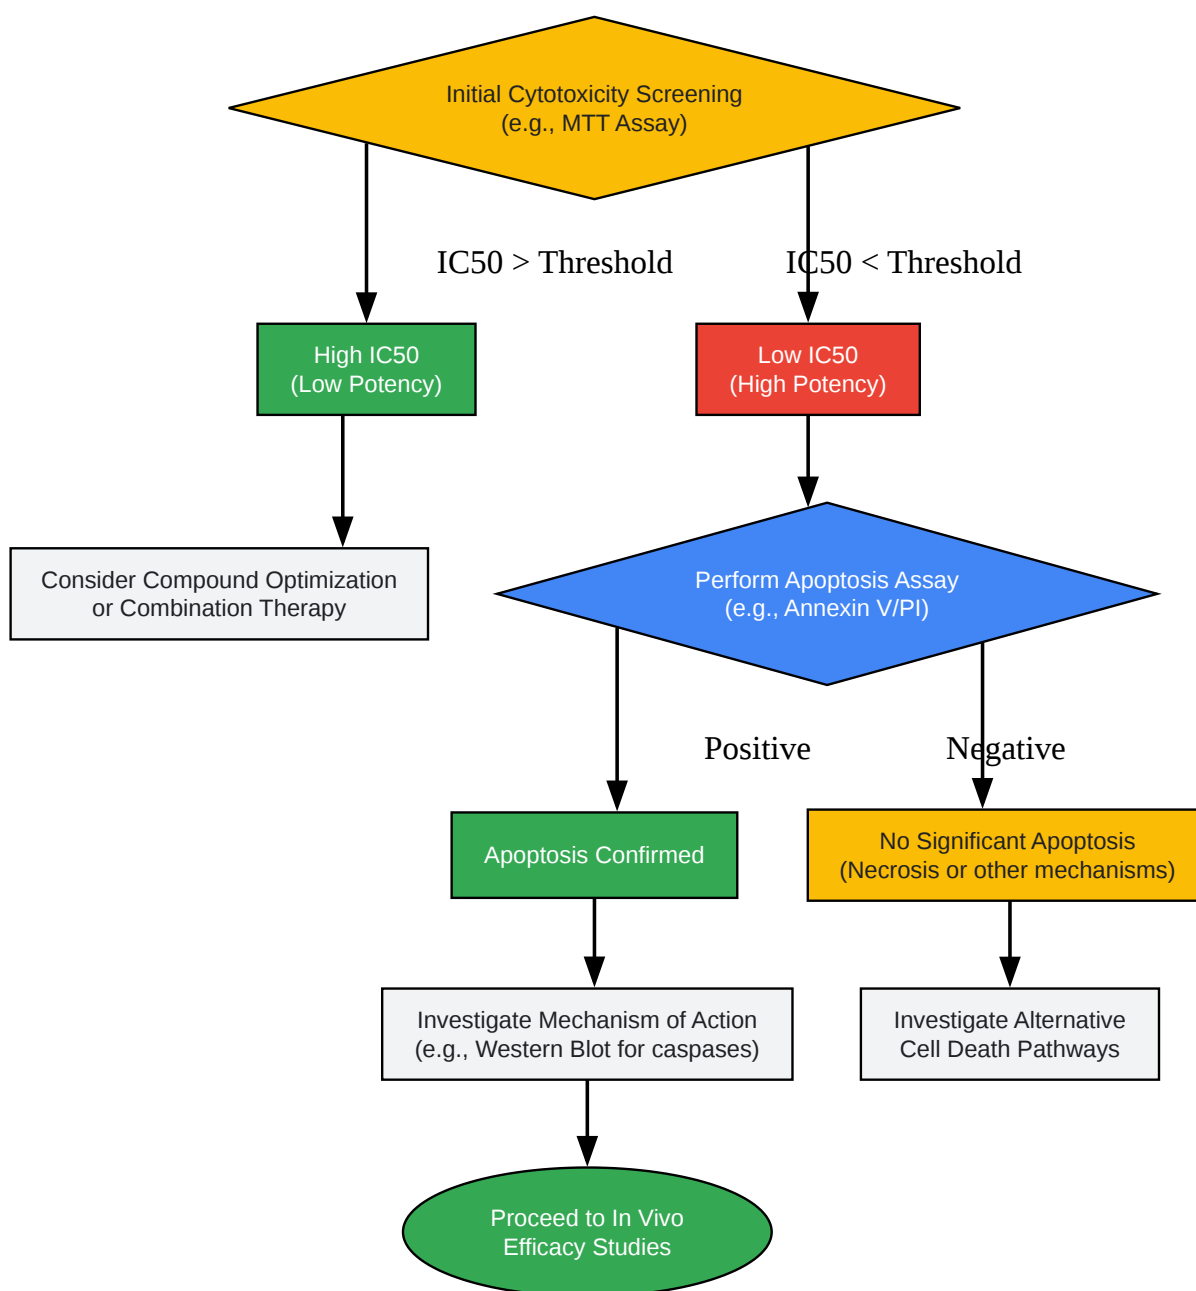 Initial Cytotoxicity Screening
(e.g., MTT Assay)
IC50 > Threshold
IC50 < Threshold
High IC50
(Low Potency)
Low IC50
(High Potency)
Consider Compound Optimization
or Combination Therapy
Perform Apoptosis Assay
(e.g., Annexin V/PI)
Positive
Negative
Apoptosis Confirmed
No Significant Apoptosis
(Necrosis or other mechanisms)
Investigate Mechanism of Action
(e.g., Western Blot for caspases)
Investigate Alternative
Cell Death Pathways
Proceed to In Vivo
Efficacy Studies